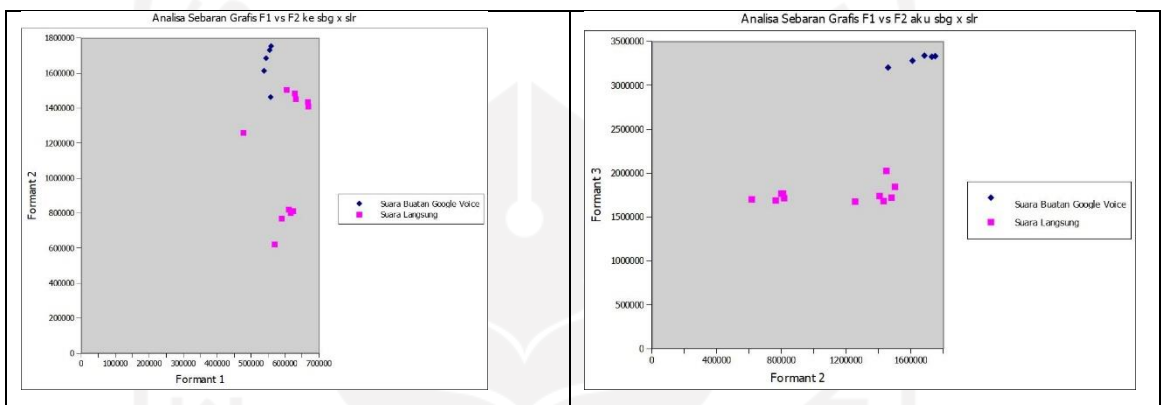 Analisa Sebaran Grafis F1 vs F2 ke sbg x slr
1800000
1600000
1400000
1200000
1000000
800000
600000
400000
200000
0
Formant 2
0 100000 200000 300000 400000 500000 600000 700000
Formant 1
Suara Buatan Google Voice
Suara Langsung
Analisa Sebaran Grafis F1 vs F2 aku sbg x slr
3500000
3000000
2500000
2000000
1500000
1000000
500000
0
Formant 3
0 400000 800000 1200000 1600000
Formant 2
Suara Buatan Google Voice
Suara Langsung